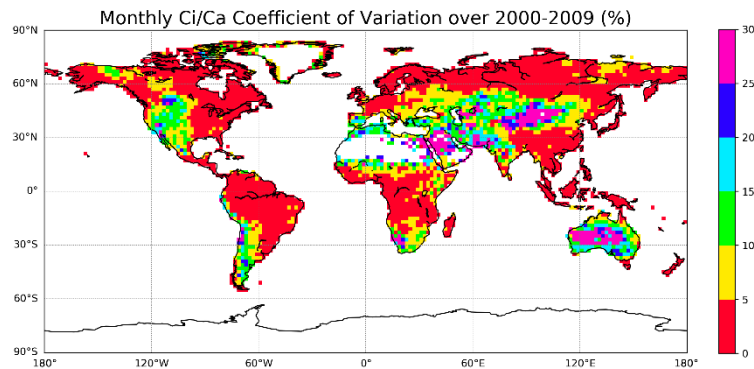 Monthly Ci/Ca Coefficient of Variation over 2000-2009 (%)
90°N
60°N
30°N
0°
30°S
60°S
90°S
180°
120°W
60°W
0°
60°E
120°E
180°
30
25
20
15
10
5
0